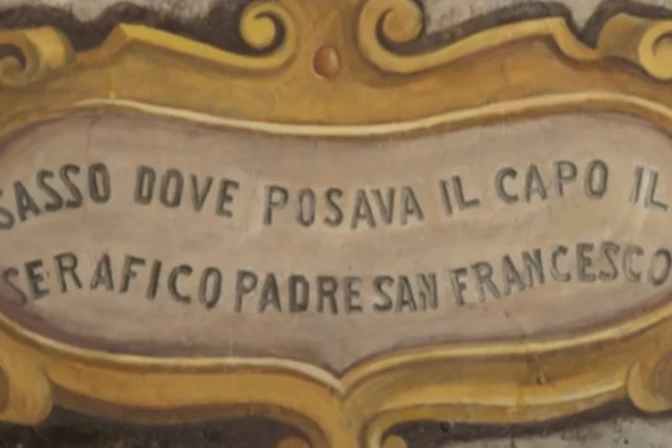 SASSO DOVE POSAVA IL CAPO IL
SERAFICO PADRE SAN FRANCESCO